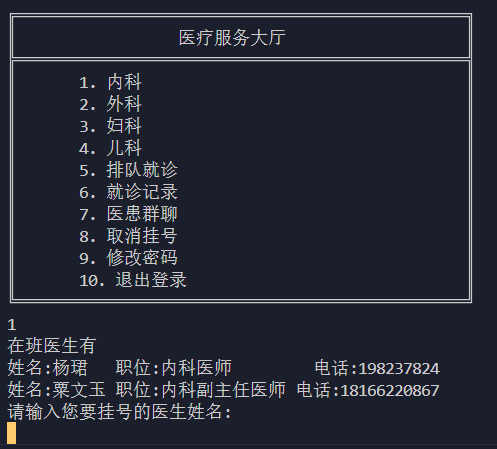 医疗服务大厅
1. 内科
2. 外科
3. 妇科
4. 儿科
5. 排队就诊
6. 就诊记录
7. 医患群聊
8. 取消挂号
9. 修改密码
10. 退出登录
1
在班医生有
姓名:杨珺 职位:内科医师 电话:198237824
姓名:栗文玉 职位:内科副主任医师 电话:18166220867
请输入您要挂号的医生姓名: